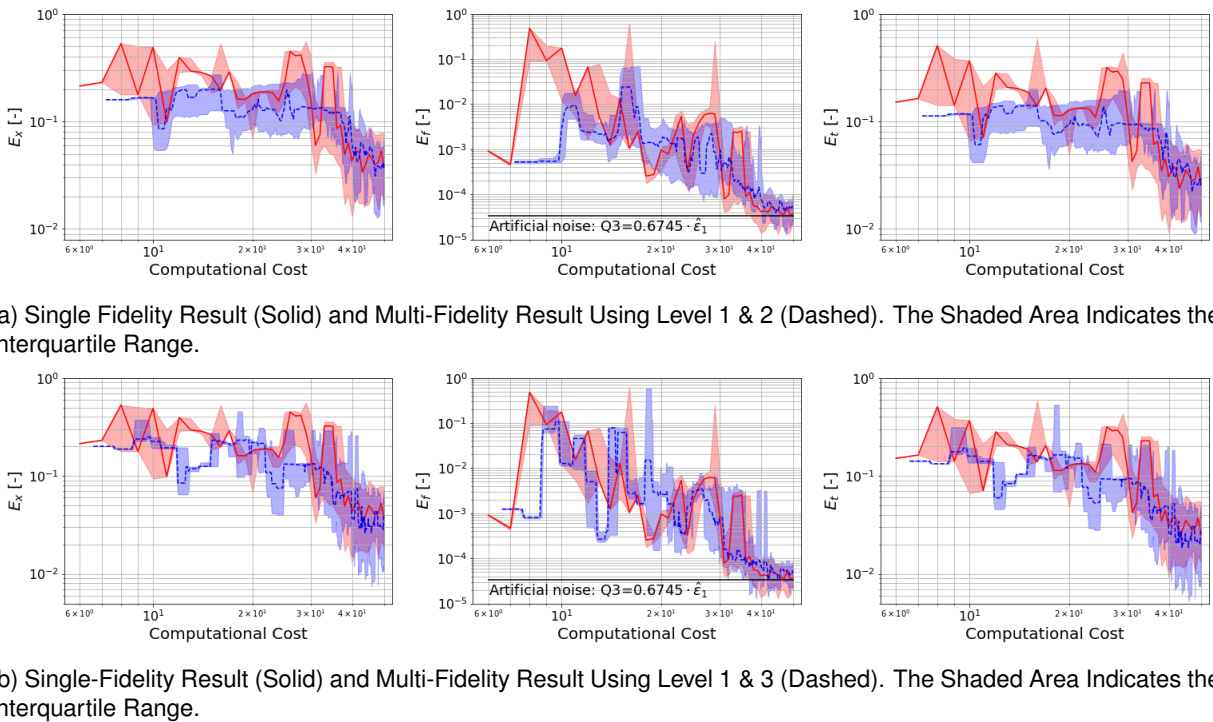 10⁰ 10⁰ 10⁰
10⁻¹ 10⁻¹ 10⁻¹
10⁻² 10⁻² 10⁻²
10⁻³
10⁻⁴
10⁻⁵
Eₓ [-] E_f [-] E_t [-]
Artificial noise: Q3=0.6745 · ε̂₁
6 × 10⁰ 10¹ 2 × 10¹ 3 × 10¹ 4 × 10¹ 6 × 10⁰ 10¹ 2 × 10¹ 3 × 10¹ 4 × 10¹ 6 × 10⁰ 10¹ 2 × 10¹ 3 × 10¹ 4 × 10¹
Computational Cost Computational Cost Computational Cost
a) Single Fidelity Result (Solid) and Multi-Fidelity Result Using Level 1 & 2 (Dashed). The Shaded Area Indicates the
nterquartile Range.
10⁰ 10⁰ 10⁰
10⁻¹ 10⁻¹ 10⁻¹
10⁻² 10⁻² 10⁻²
10⁻³
10⁻⁴
10⁻⁵
Eₓ [-] E_f [-] E_t [-]
Artificial noise: Q3=0.6745 · ε̂₁
6 × 10⁰ 10¹ 2 × 10¹ 3 × 10¹ 4 × 10¹ 6 × 10⁰ 10¹ 2 × 10¹ 3 × 10¹ 4 × 10¹ 6 × 10⁰ 10¹ 2 × 10¹ 3 × 10¹ 4 × 10¹
Computational Cost Computational Cost Computational Cost
b) Single-Fidelity Result (Solid) and Multi-Fidelity Result Using Level 1 & 3 (Dashed). The Shaded Area Indicates the
nterquartile Range.